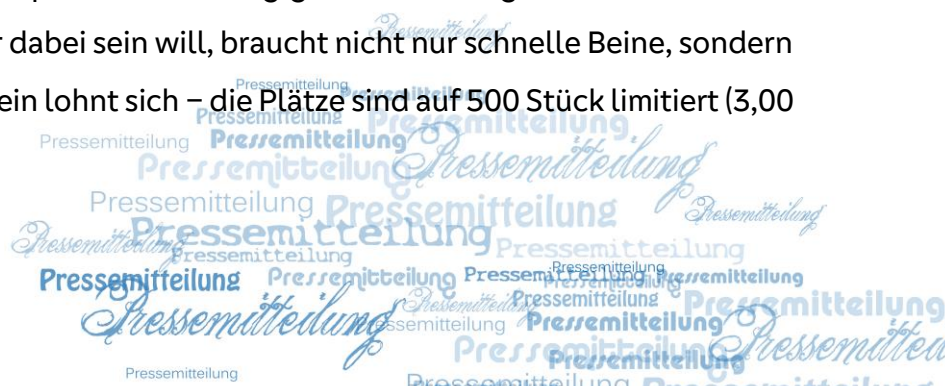 r dabei sein will, braucht nicht nur schnelle Beine, sondern
Pressemitteilung
ein lohnt sich – die Plätze sind auf 500 Stück limitiert (3,00
Pressemitteilung
Pressemitteilung
Pressemitteilung Pressemitteilung
Pressemitteilung Pressemitteilung
Pressemitteilung Pressemitteilung Pressemitteilung
Pressemitteilung Pressemitteilung Pressemitteilung
Pressemitteilung
Pressemitteilung Pressemitteilung Pressemitteilung Pressemitteilung Pressemitteilung
Pressemitteilung Pressemitteilung Pressemitteilung
Pressemitteilung ssemitteilung Pressemitteilung
Pressemitteilung
Pressemitteilung